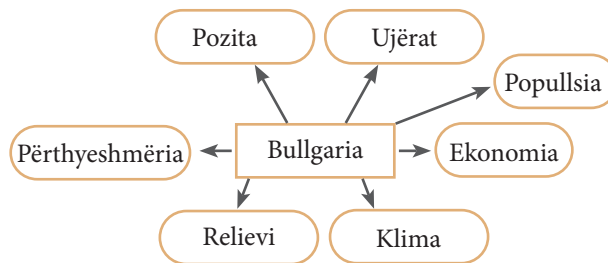 Pozita
Ujërat
Popullsia
Përthyeshmëria
Bullgaria
Ekonomia
Relievi
Klima